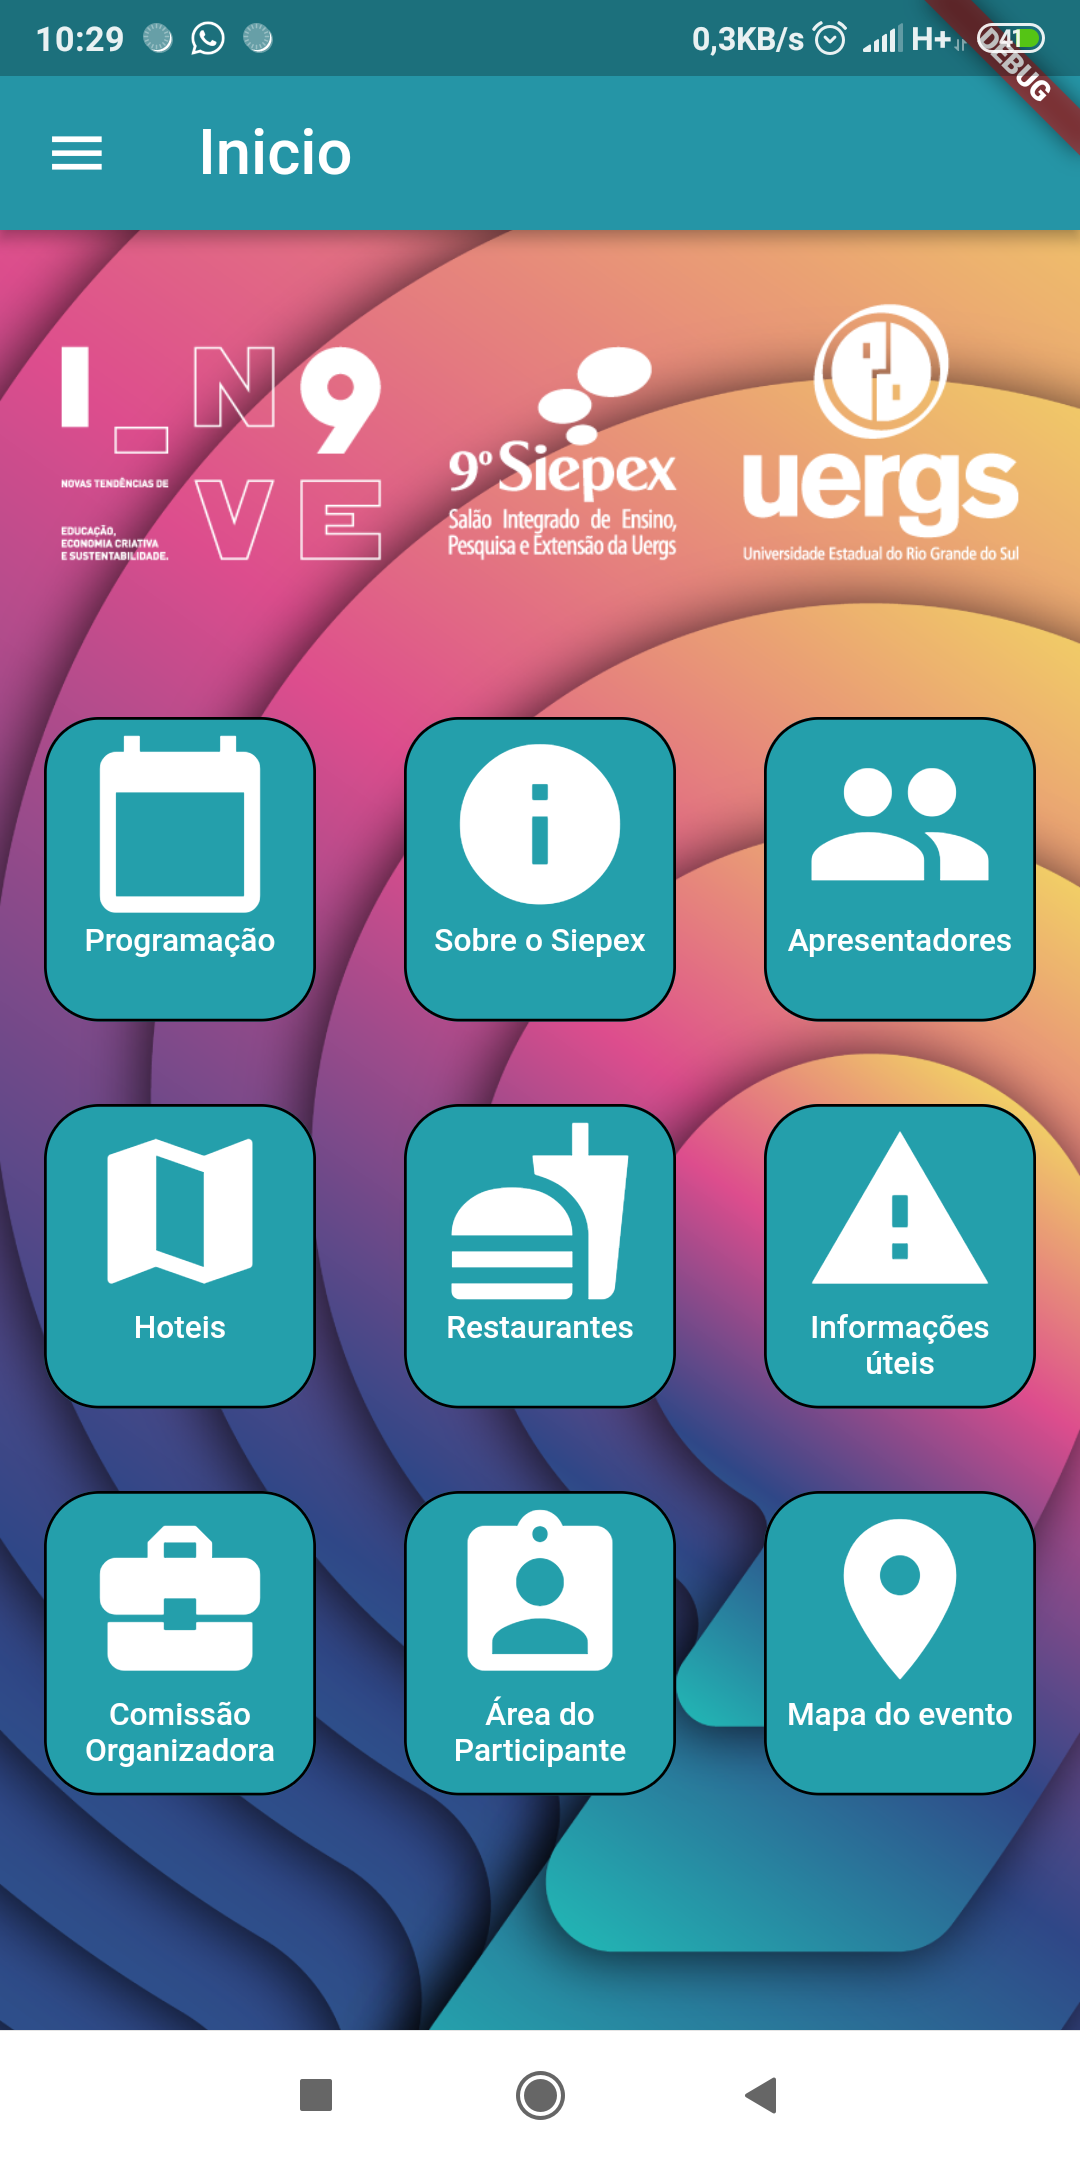 10:29 0,3KB/s H+ 41
DEBUG
Inicio
I_N9
VE
NOVAS TENDÊNCIAS DE
EDUCAÇÃO,
ECONOMIA CRIATIVA
E SUSTENTABILIDADE.
9º Siepex
Salão Integrado de Ensino,
Pesquisa e Extensão da Uergs
uergs
Universidade Estadual do Rio Grande do Sul
Programação
Sobre o Siepex
Apresentadores
Hoteis
Restaurantes
Informações
úteis
Comissão
Organizadora
Área do
Participante
Mapa do evento